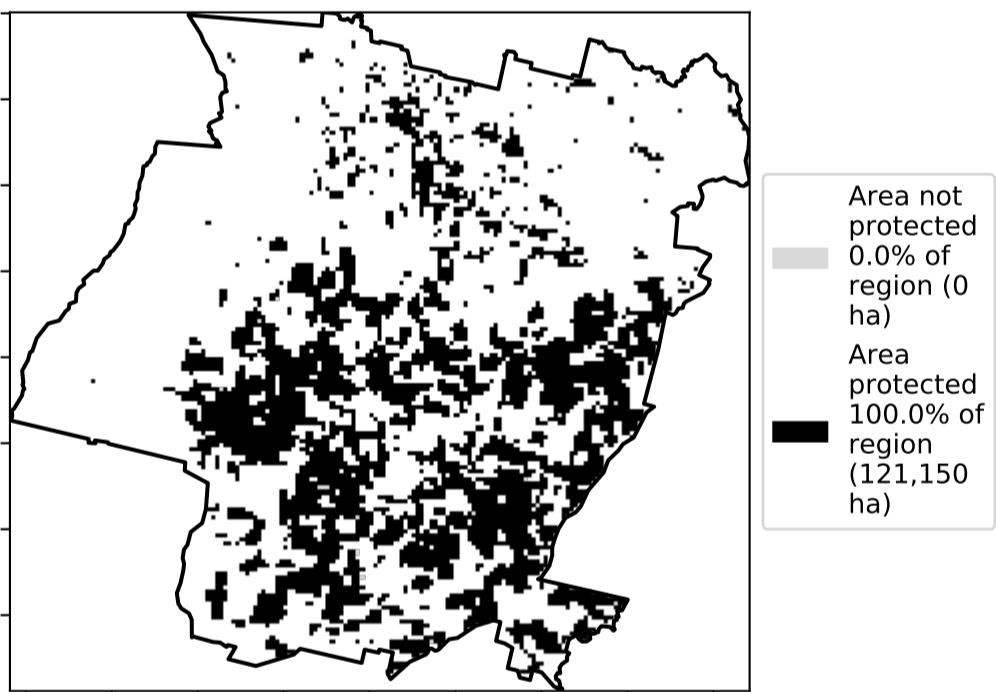 Area not
protected
0.0% of
region (0
ha)
Area
protected
100.0% of
region
(121,150
ha)